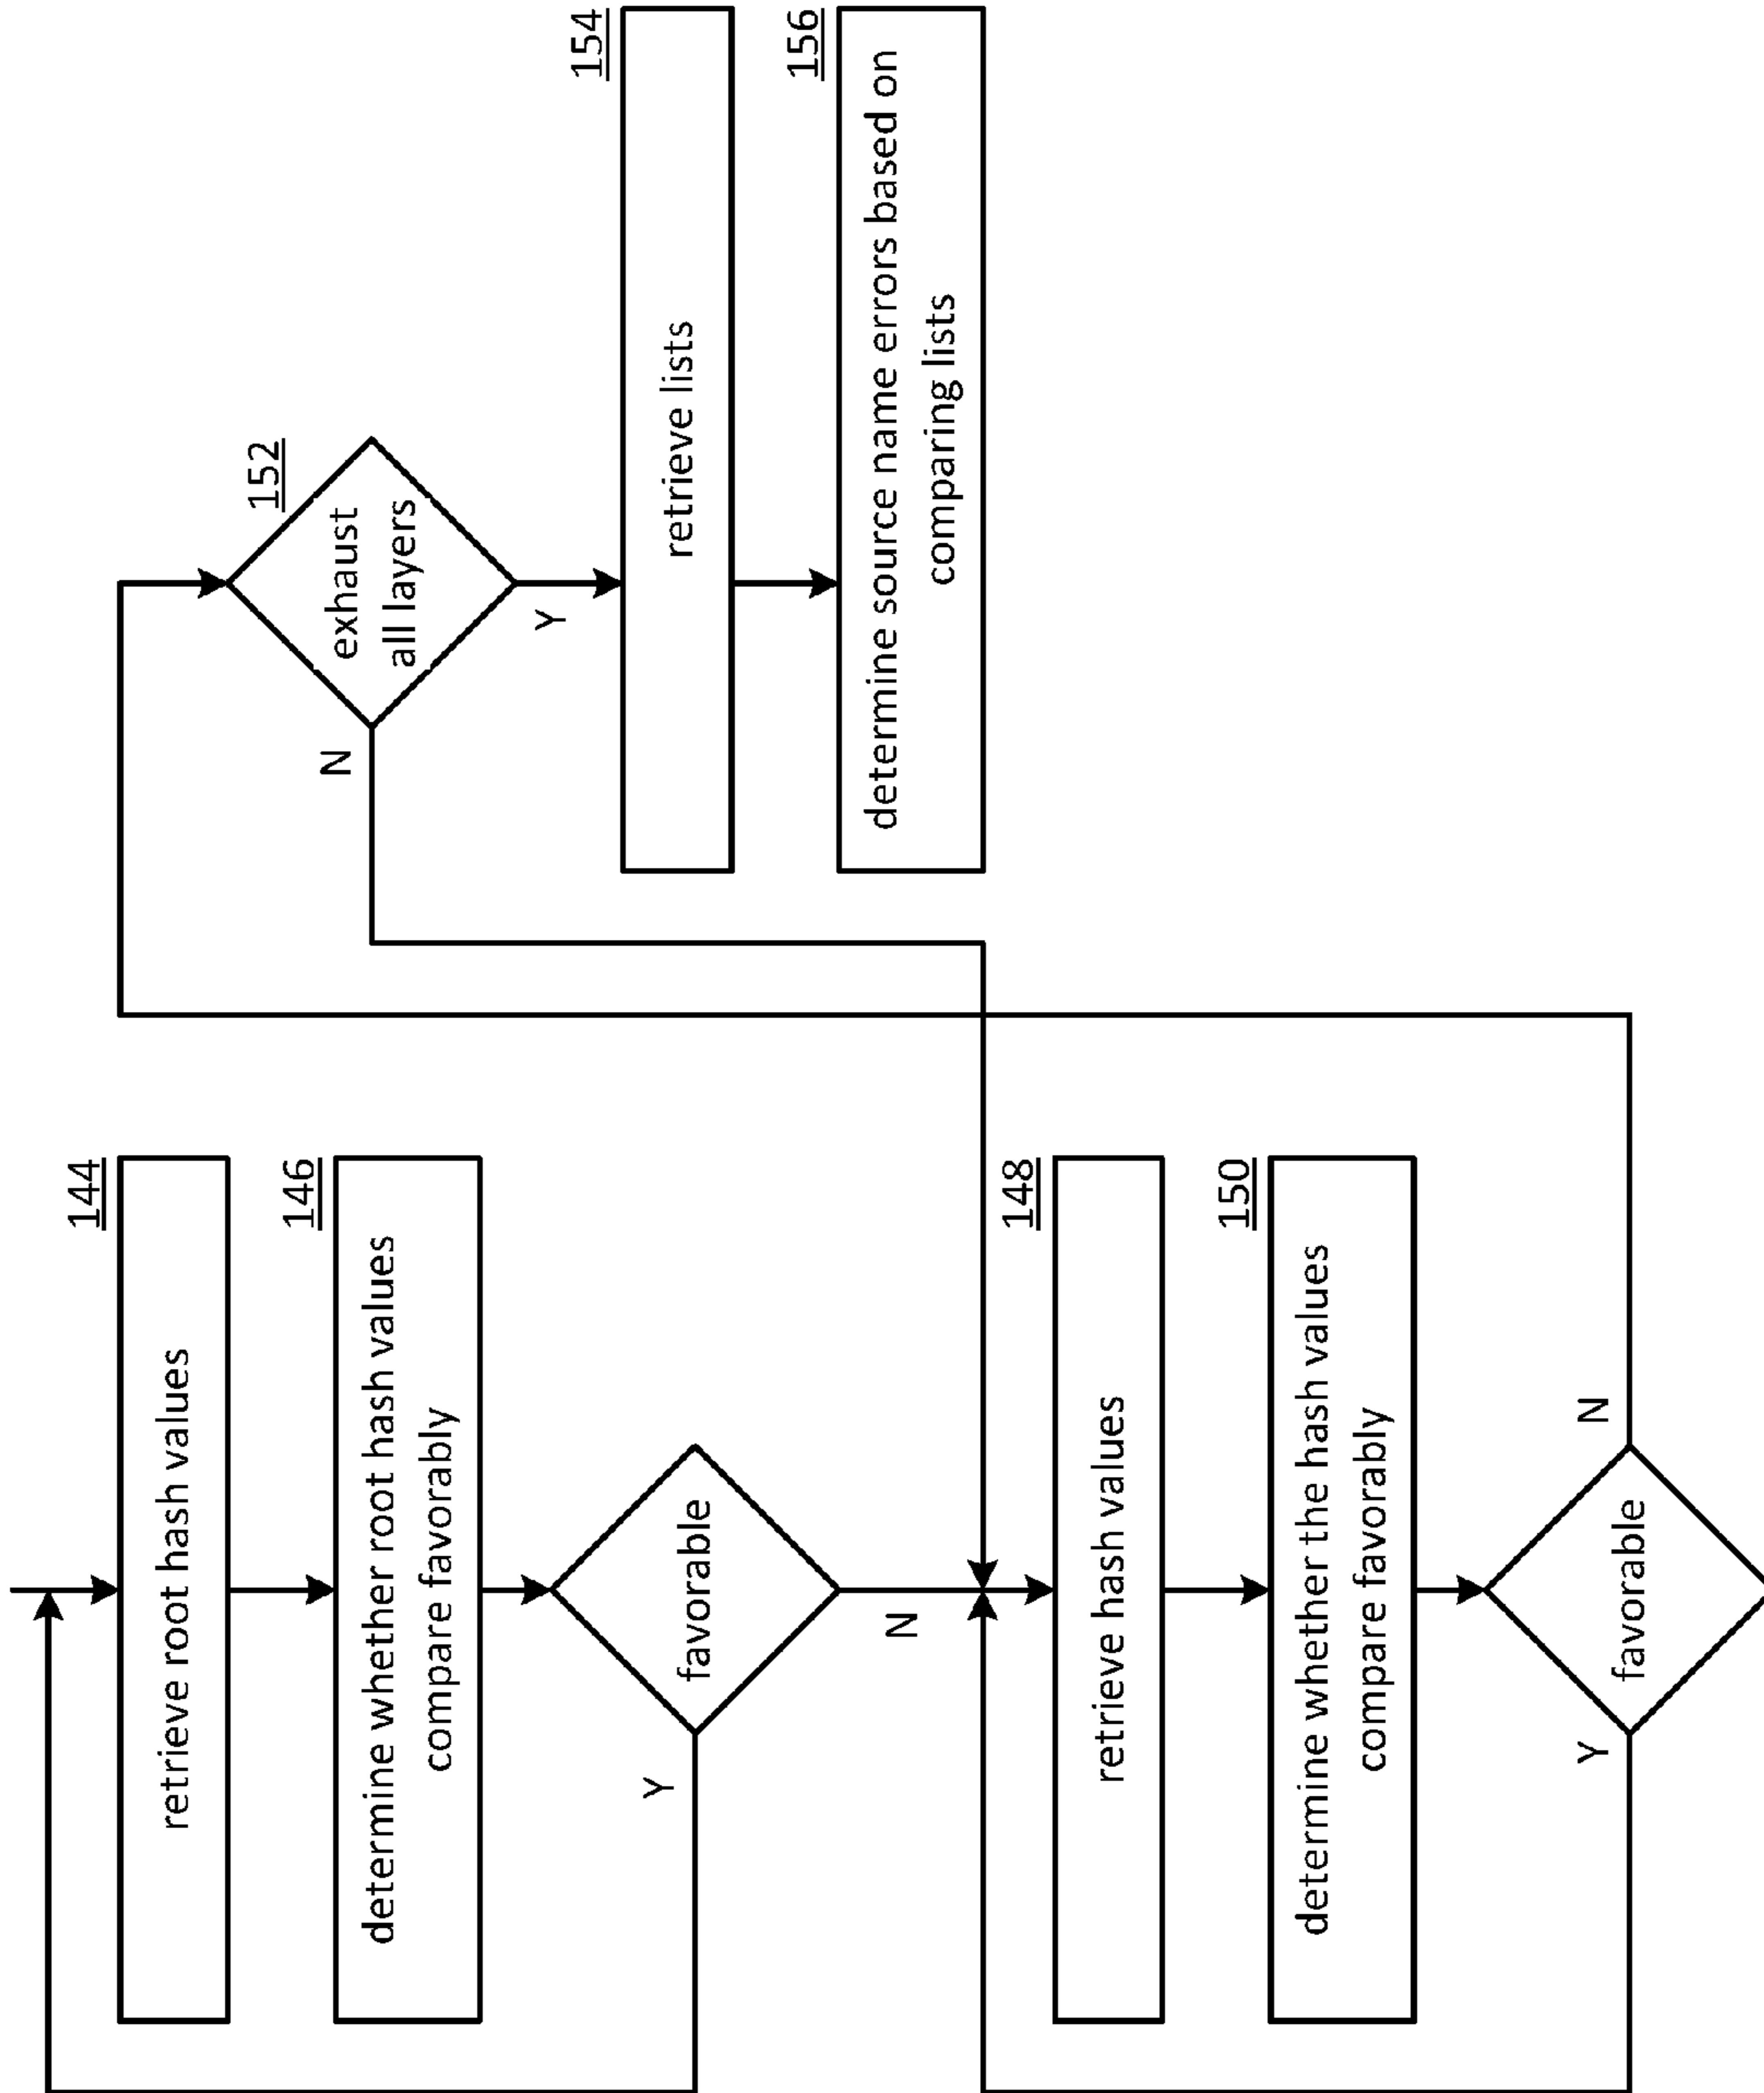 144
retrieve root hash values
146
determine whether root hash values
compare favorably
favorable
Y
N
148
retrieve hash values
150
determine whether the hash values
compare favorably
favorable
Y
N
152
exhaust
all layers
N
Y
154
retrieve lists
156
determine source name errors based on
comparing lists